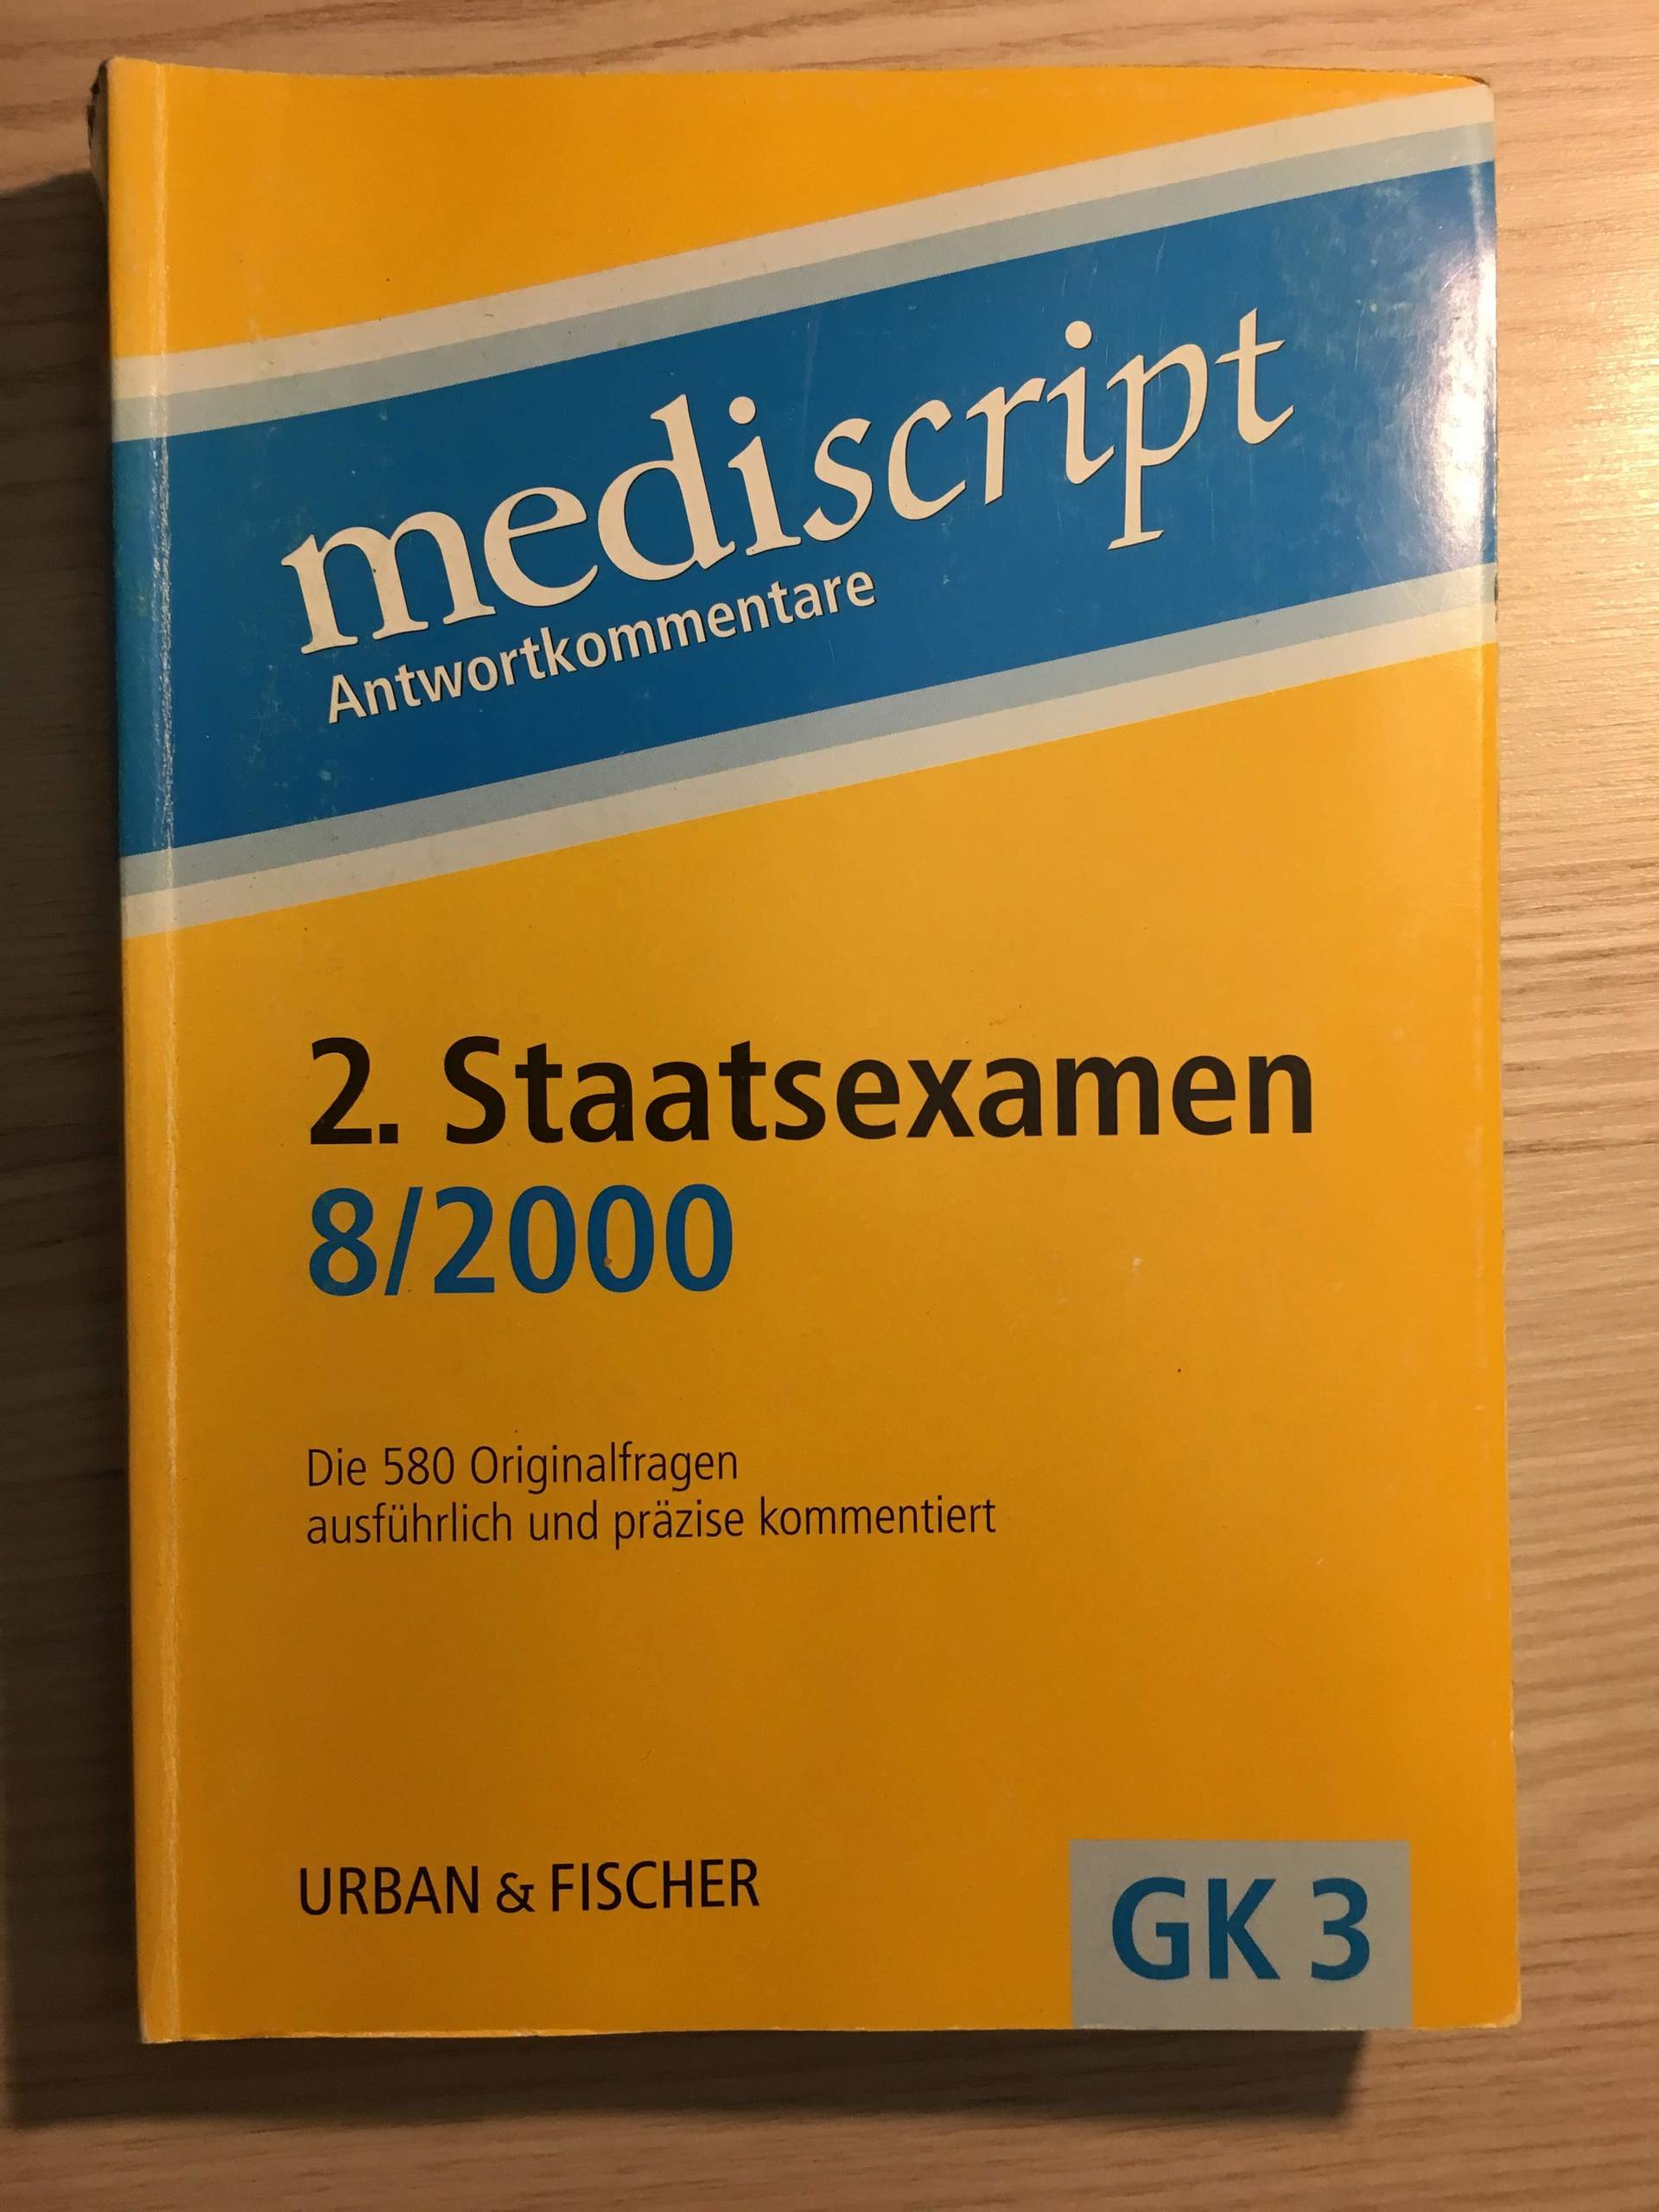 mediscript
Antwortkommentare
2. Staatsexamen
8/2000
Die 580 Originalfragen
ausführlich und präzise kommentiert
URBAN & FISCHER
GK 3